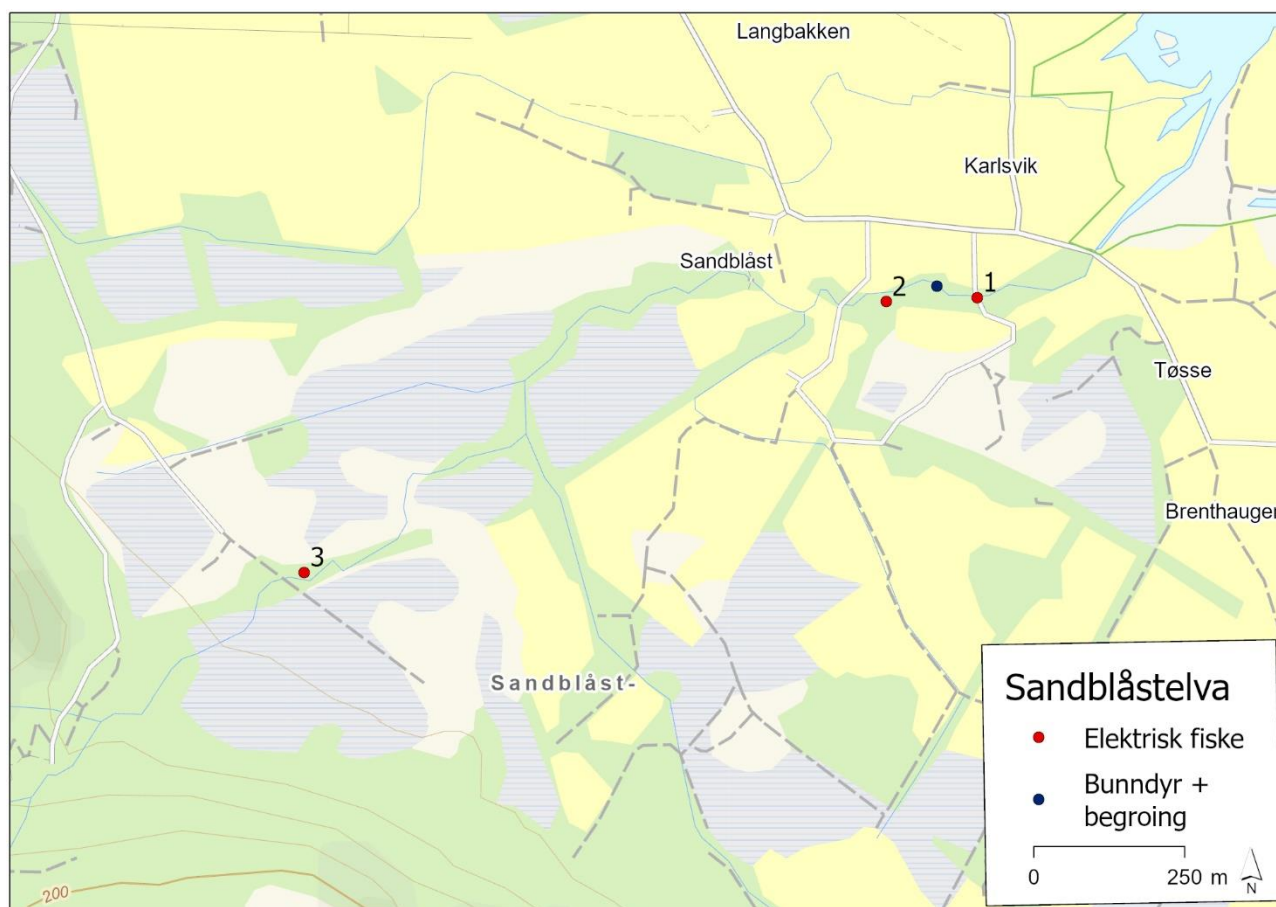 Langbakken
Karlsvik
Sandblåst
2
1
Tøsse
Brenthaugen
3
Sandblåst-
200
Sandblåstelva
Elektrisk fiske
Bunndyr +
begroing
0
250 m
N